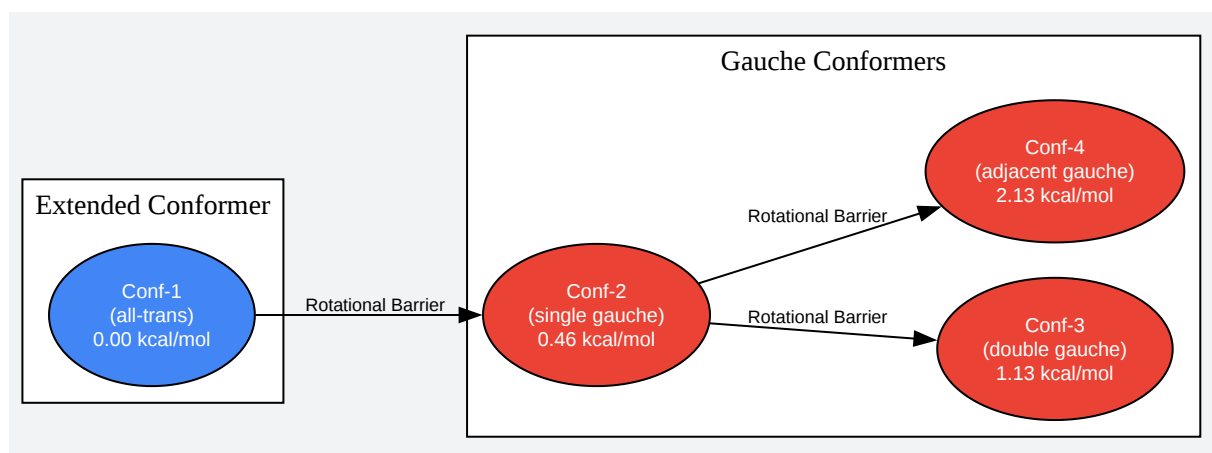 Extended Conformer
Conf-1
(all-trans)
0.00 kcal/mol
Rotational Barrier
Gauche Conformers
Conf-2
(single gauche)
0.46 kcal/mol
Rotational Barrier
Conf-4
(adjacent gauche)
2.13 kcal/mol
Rotational Barrier
Conf-3
(double gauche)
1.13 kcal/mol